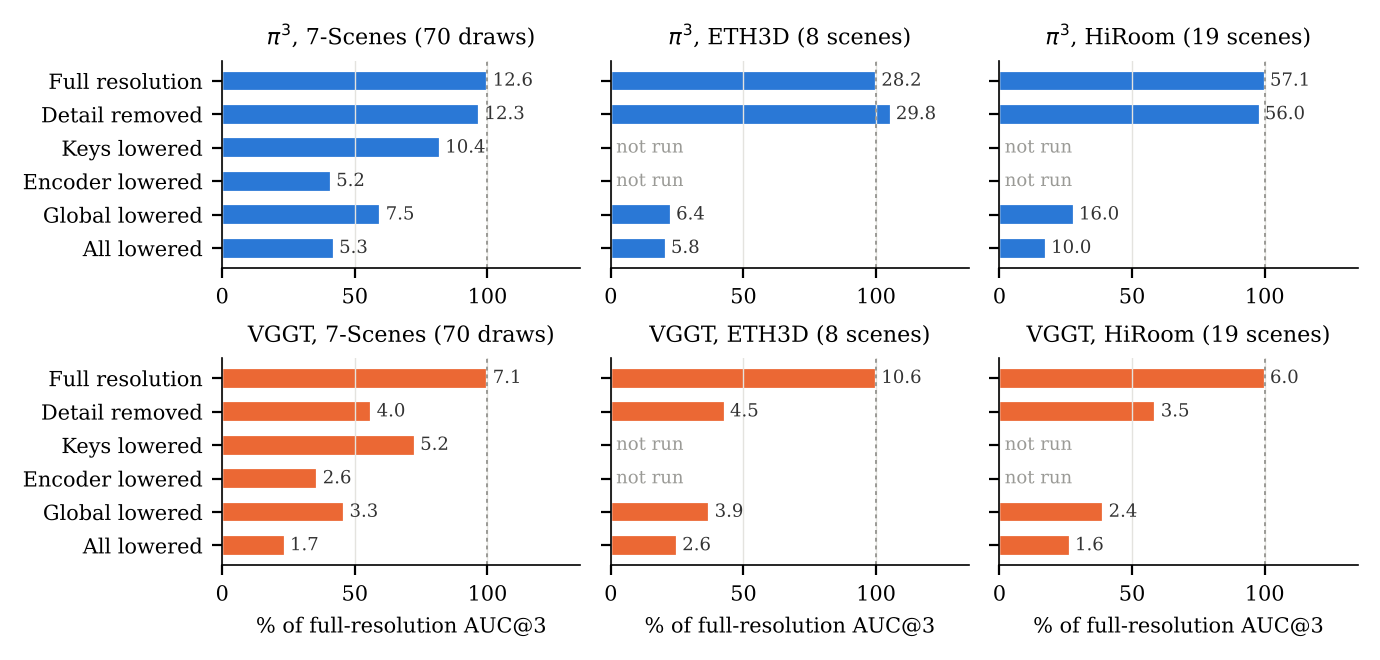 π³, 7-Scenes (70 draws)
Full resolution 12.6
Detail removed 12.3
Keys lowered 10.4
Encoder lowered 5.2
Global lowered 7.5
All lowered 5.3
0 50 100
π³, ETH3D (8 scenes)
28.2
29.8
not run
not run
6.4
5.8
0 50 100
π³, HiRoom (19 scenes)
57.1
56.0
not run
not run
16.0
10.0
0 50 100
VGGT, 7-Scenes (70 draws)
Full resolution 7.1
Detail removed 4.0
Keys lowered 5.2
Encoder lowered 2.6
Global lowered 3.3
All lowered 1.7
0 50 100
% of full-resolution AUC@3
VGGT, ETH3D (8 scenes)
10.6
4.5
not run
not run
3.9
2.6
0 50 100
% of full-resolution AUC@3
VGGT, HiRoom (19 scenes)
6.0
3.5
not run
not run
2.4
1.6
0 50 100
% of full-resolution AUC@3